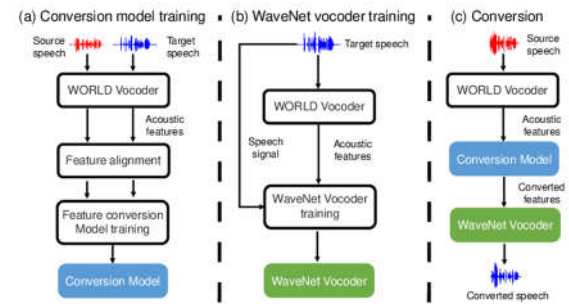 (a) Conversion model training
Source
speech
Target
speech
WORLD Vocoder
Acoustic
features
Feature alignment
Feature conversion
Model training
Conversion Model
(b) WaveNet vocoder training
Target speech
WORLD Vocoder
Speech
signal
Acoustic
features
WaveNet Vocoder
training
WaveNet Vocoder
(c) Conversion
Source
speech
WORLD Vocoder
Acoustic
features
Conversion Model
Converted
features
WaveNet Vocoder
Converted speech